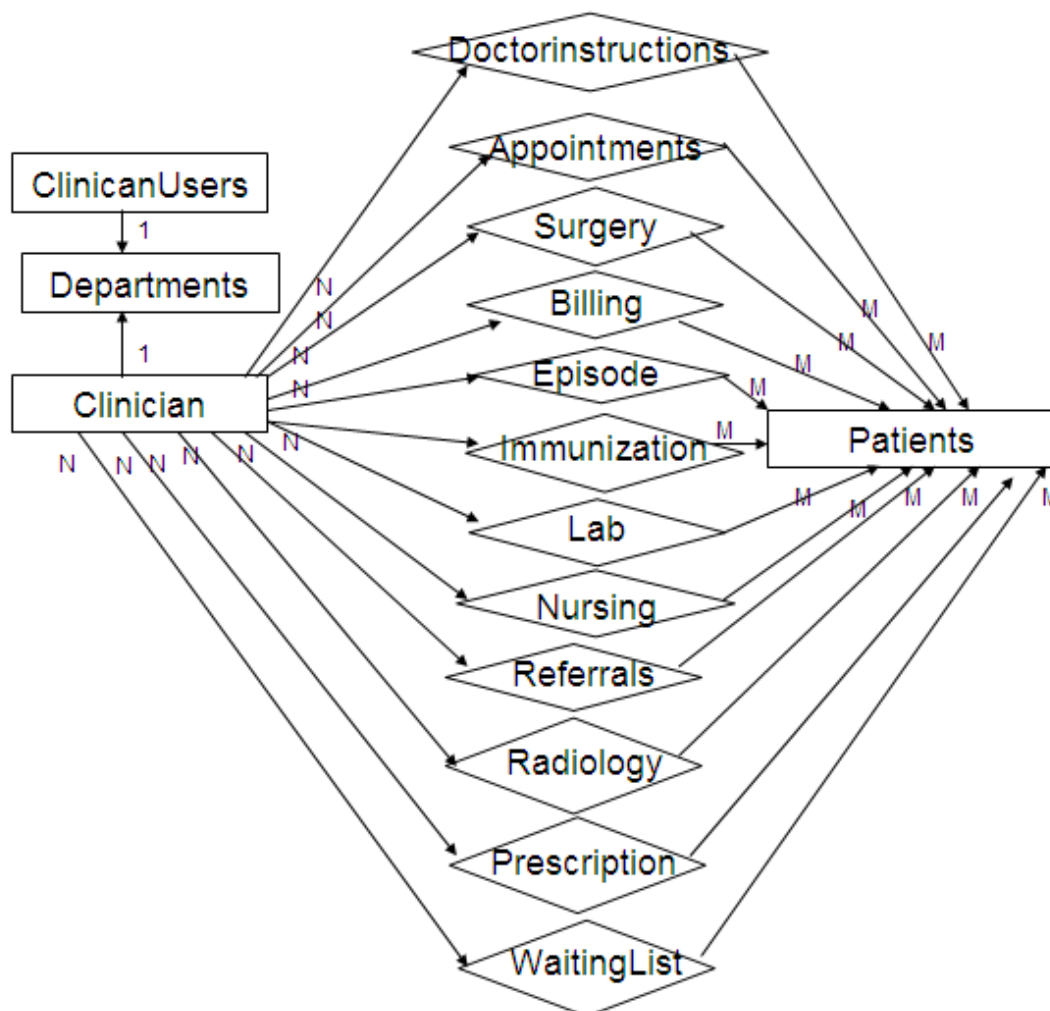 Doctorinstructions
Appointments
ClinicanUsers
Surgery
1
Departments
Billing
N
N
M
M
1
N
M
M
Episode
N
M
Clinician
Patients
N
M
Immunization
N
N
N
N
N
M
M
M
M
M
Lab
Nursing
Referrals
Radiology
Prescription
WaitingList